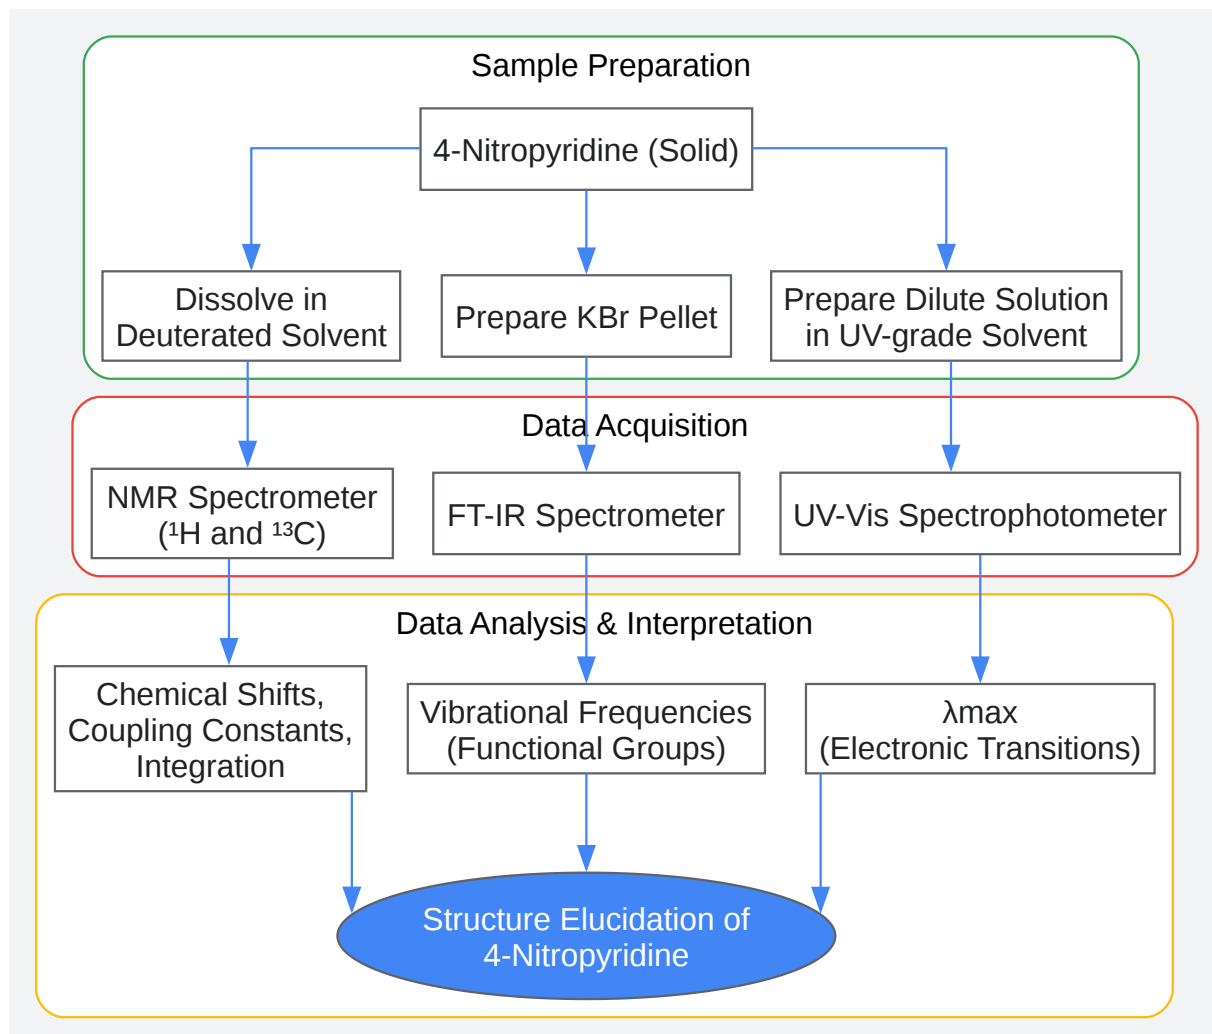 Sample Preparation
4-Nitropyridine (Solid)
Dissolve in
Deuterated Solvent
Prepare KBr Pellet
Prepare Dilute Solution
in UV-grade Solvent
Data Acquisition
NMR Spectrometer
(¹H and ¹³C)
FT-IR Spectrometer
UV-Vis Spectrophotometer
Data Analysis & Interpretation
Chemical Shifts,
Coupling Constants,
Integration
Vibrational Frequencies
(Functional Groups)
λmax
(Electronic Transitions)
Structure Elucidation of
4-Nitropyridine